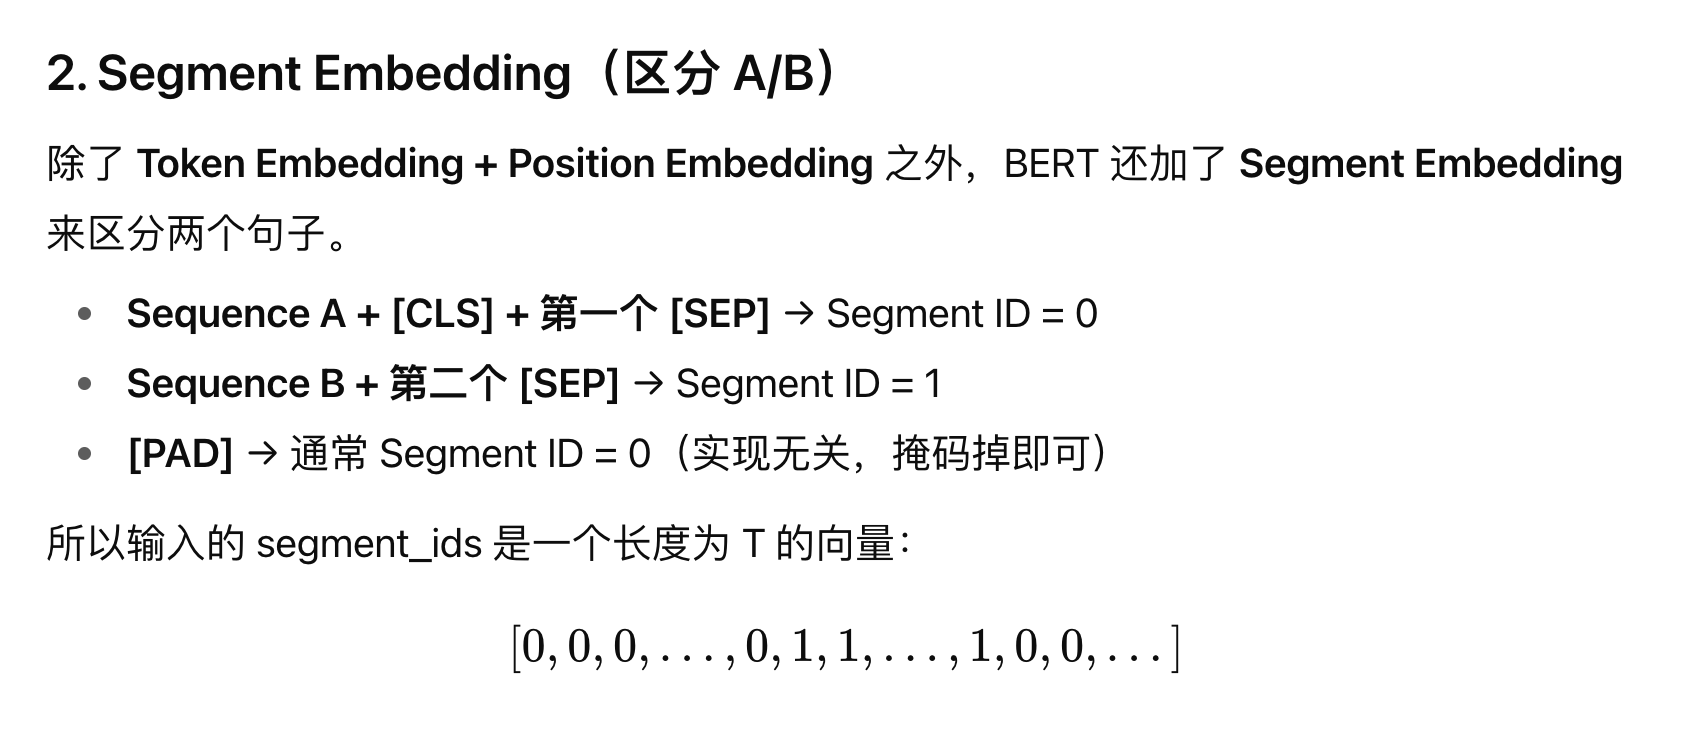 2. Segment Embedding（区分 A/B）
除了 Token Embedding + Position Embedding 之外，BERT 还加了 Segment Embedding
来区分两个句子。
• Sequence A + [CLS] + 第一个 [SEP] → Segment ID = 0
• Sequence B + 第二个 [SEP] → Segment ID = 1
• [PAD] → 通常 Segment ID = 0（实现无关，掩码掉即可）
所以输入的 segment_ids 是一个长度为 T 的向量：
[0, 0, 0, . . . , 0, 1, 1, . . . , 1, 0, 0, . . . ]